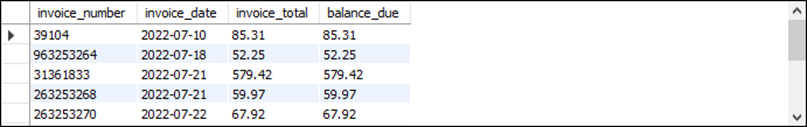 invoice_number invoice_date invoice_total balance_due
39104 2022-07-10 85.31 85.31
963253264 2022-07-18 52.25 52.25
31361833 2022-07-21 579.42 579.42
263253268 2022-07-21 59.97 59.97
263253270 2022-07-22 67.92 67.92